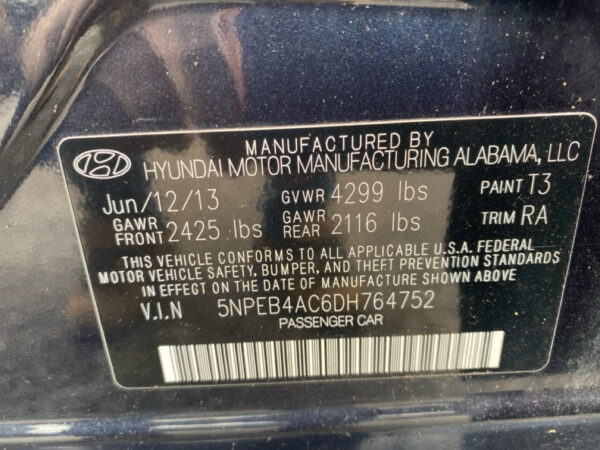 MANUFACTURED BY
HYUNDAI MOTOR MANUFACTURING ALABAMA, LLC
Jun/12/13 GVWR 4299 lbs PAINT T3
GAWR FRONT 2425 lbs GAWR REAR 2116 lbs TRIM RA
THIS VEHICLE CONFORMS TO ALL APPLICABLE U.S.A. FEDERAL
MOTOR VEHICLE SAFETY, BUMPER, AND THEFT PREVENTION STANDARDS
IN EFFECT ON THE DATE OF MANUFACTURE SHOWN ABOVE
V.I.N 5NPEB4AC6DH764752
PASSENGER CAR